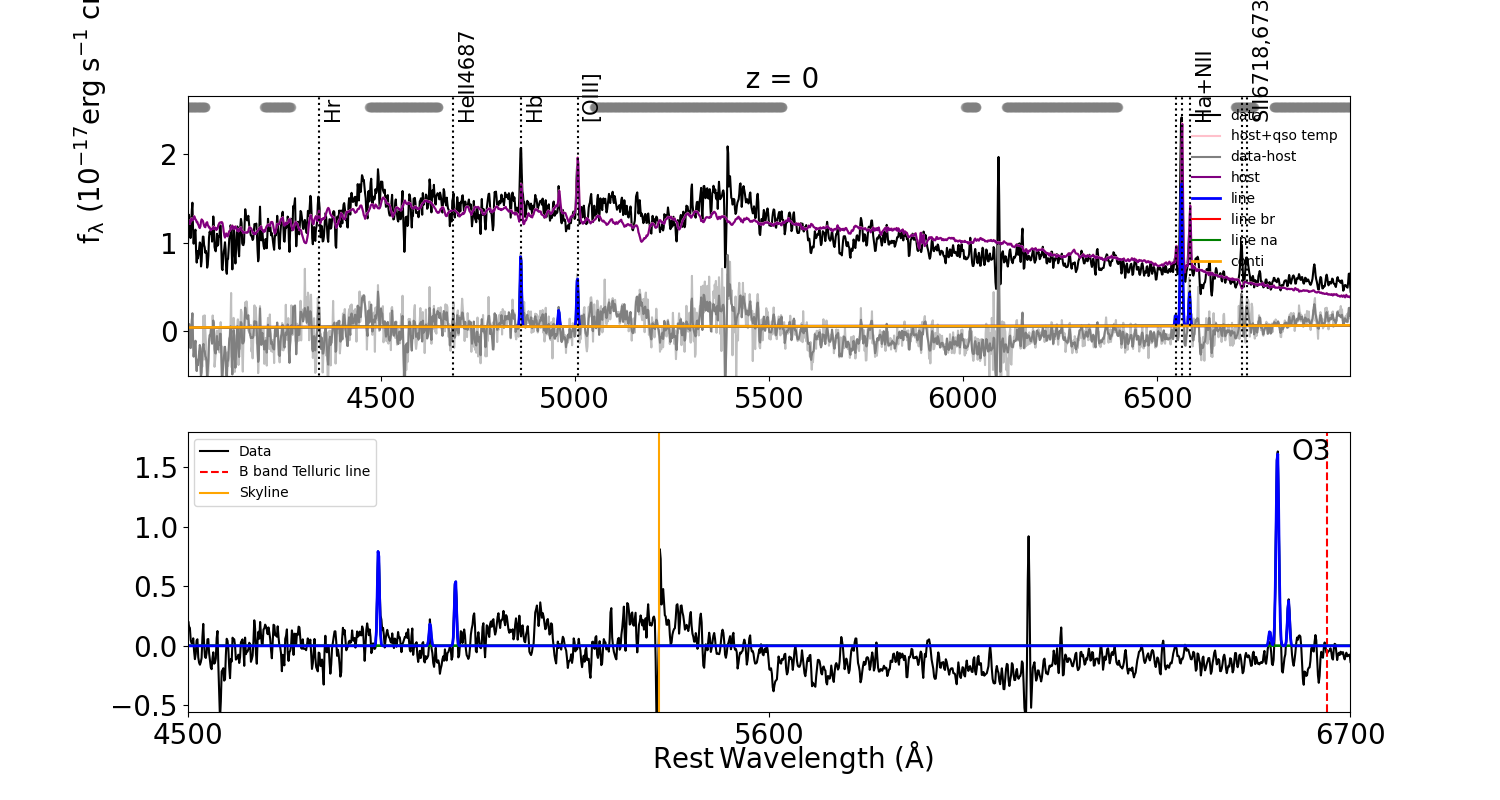 z = 0
f_λ (10^−17 erg s^−1 c
Hr
HeII4687
Hb
[OIII]
Ha+NII
SII6718,673
data
host+qso temp
data-host
host
line
line br
line na
conti
2
1
0
4500
5000
5500
6000
6500
Data
B band Telluric line
Skyline
O3
1.5
1.0
0.5
0.0
−0.5
4500
5600
6700
Rest Wavelength (Å)